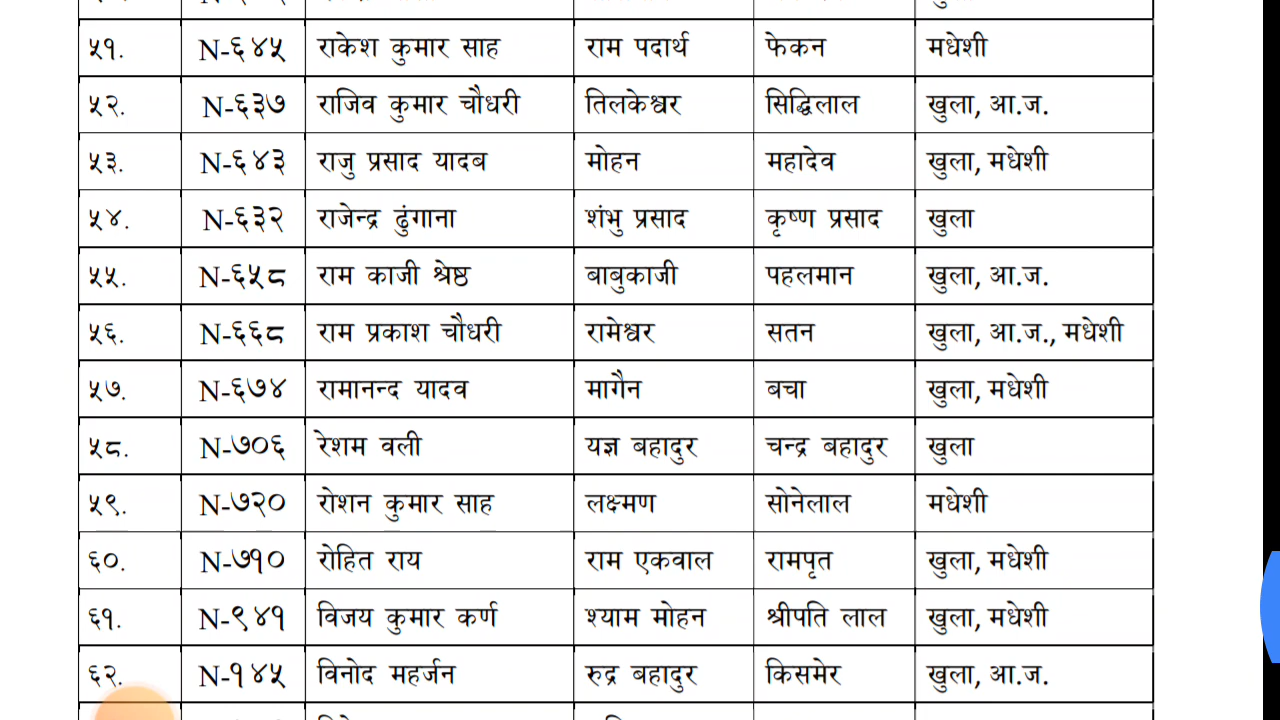 ५१. N-६४५ राकेश कुमार साह राम पदार्थ फेकन मधेशी
५२. N-६३७ राजिव कुमार चौधरी तिलकेश्वर सिद्धिलाल खुला, आ.ज.
५३. N-६४३ राजु प्रसाद यादब मोहन महादेव खुला, मधेशी
५४. N-६३२ राजेन्द्र ढुंगाना शंभु प्रसाद कृष्ण प्रसाद खुला
५५. N-६५८ राम काजी श्रेष्ठ बाबुकाजी पहलमान खुला, आ.ज.
५६. N-६६८ राम प्रकाश चौधरी रामेश्वर सतन खुला, आ.ज., मधेशी
५७. N-६७४ रामानन्द यादव मागैन बचा खुला, मधेशी
५८. N-७०६ रेशम वली यज्ञ बहादुर चन्द्र बहादुर खुला
५९. N-७२० रोशन कुमार साह लक्ष्मण सोनेलाल मधेशी
६०. N-७१० रोहित राय राम एकवाल रामपृत खुला, मधेशी
६१. N-९४१ विजय कुमार कर्ण श्याम मोहन श्रीपति लाल खुला, मधेशी
६२. N-१४५ विनोद महर्जन रुद्र बहादुर किसमेर खुला, आ.ज.